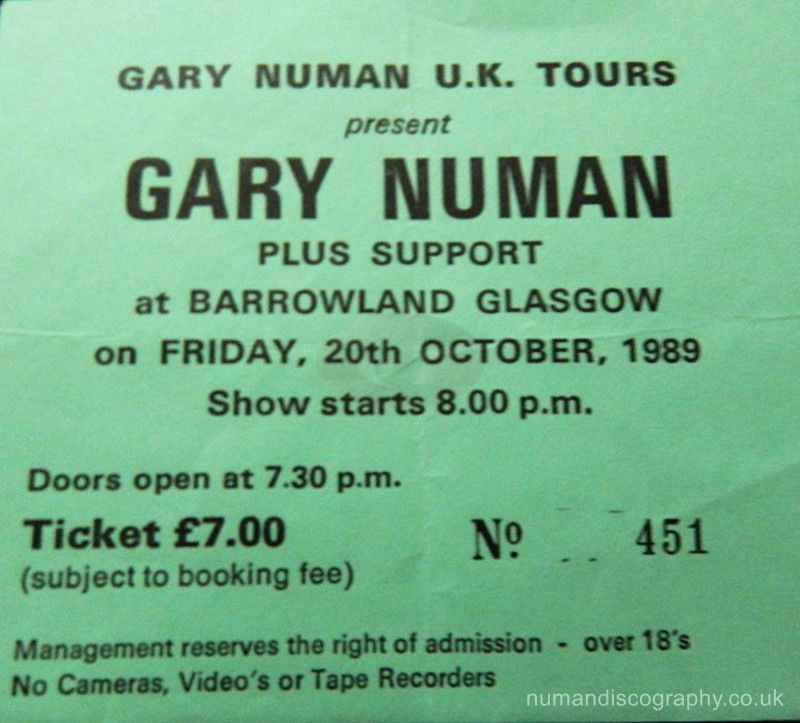 GARY NUMAN U.K. TOURS
present
GARY NUMAN
PLUS SUPPORT
at BARROWLAND GLASGOW
on FRIDAY, 20th OCTOBER, 1989
Show starts 8.00 p.m.
Doors open at 7.30 p.m.
Ticket £7.00
Nº 451
(subject to booking fee)
Management reserves the right of admission - over 18's
No Cameras, Video's or Tape Recorders
numandiscography.co.uk